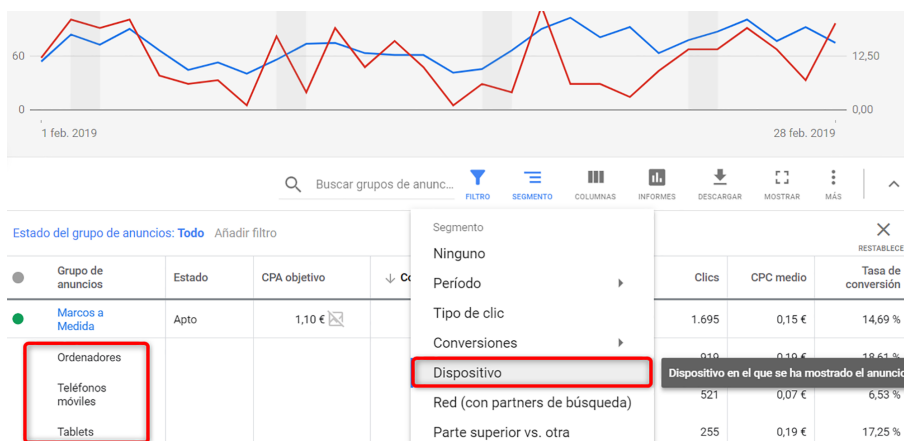 60
12,50
0
0,00
1 feb. 2019
28 feb. 2019
Buscar grupos de anunc...
FILTRO
SEGMENTO
COLUMNAS
INFORMES
DESCARGAR
MOSTRAR
MÁS
Estado del grupo de anuncios: Todo Añadir filtro
RESTABLECE
Grupo de
anuncios
Estado
CPA objetivo
Clics
CPC medio
Tasa de
conversión
Marcos a
Medida
Apto
1,10 €
1.695
0,15 €
14,69 %
Ordenadores
919
0,19 €
18,61 %
Teléfonos
móviles
521
0,07 €
6,53 %
Tablets
255
0,19 €
17,25 %
Segmento
Ninguno
Período
Tipo de clic
Conversiones
Dispositivo
Red (con partners de búsqueda)
Parte superior vs. otra
Dispositivo en el que se ha mostrado el anuncio